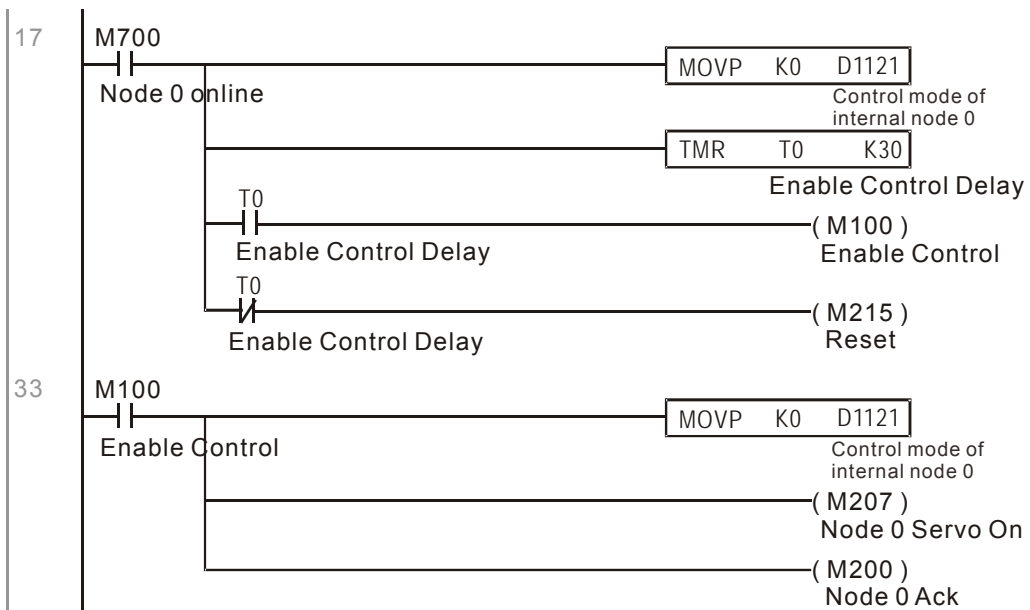 17
M700
Node 0 online
MOVP K0 D1121
Control mode of
internal node 0
TMR T0 K30
Enable Control Delay
T0
Enable Control Delay
( M100 )
Enable Control
T0
Enable Control Delay
( M215 )
Reset
33
M100
Enable Control
MOVP K0 D1121
Control mode of
internal node 0
( M207 )
Node 0 Servo On
( M200 )
Node 0 Ack